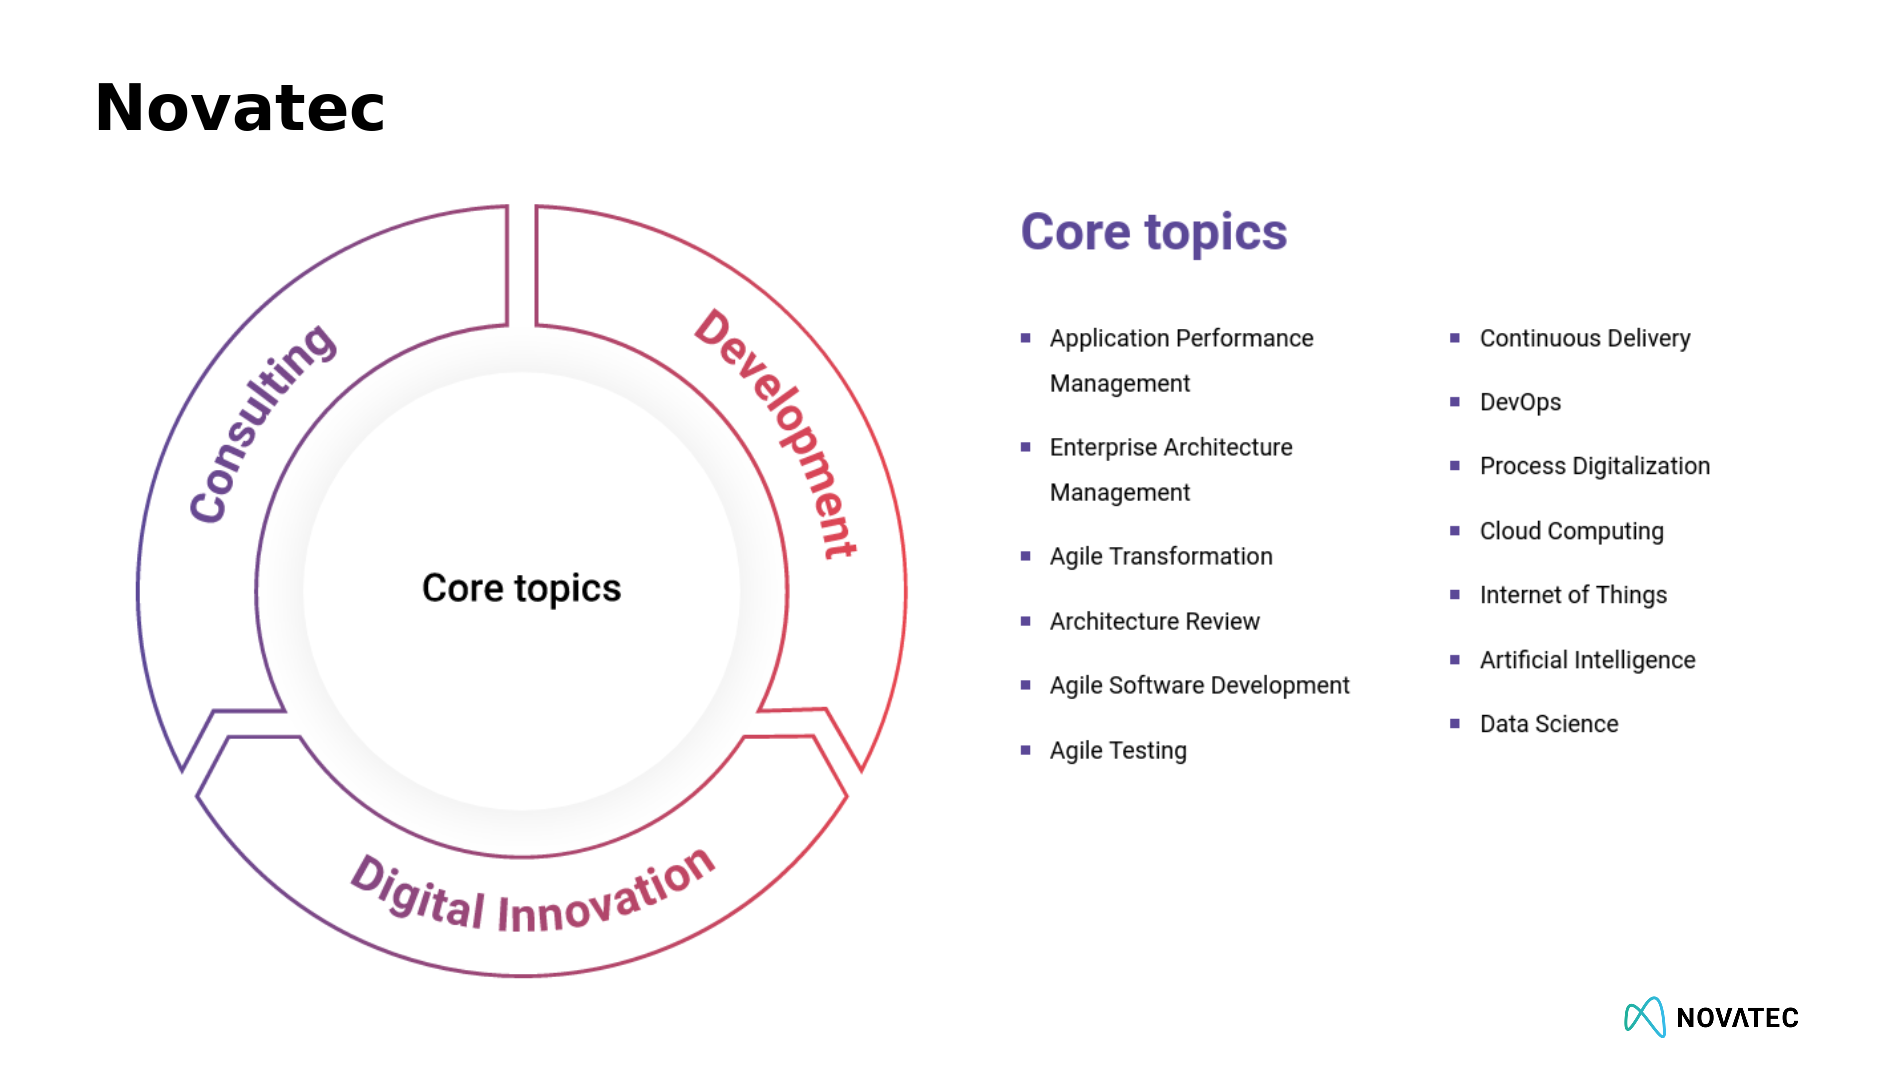 Novatec
Consulting
Development
Core topics
Digital Innovation
Core topics
Application Performance
Management
Enterprise Architecture
Management
Agile Transformation
Architecture Review
Agile Software Development
Agile Testing
Continuous Delivery
DevOps
Process Digitalization
Cloud Computing
Internet of Things
Artificial Intelligence
Data Science
NOVATEC